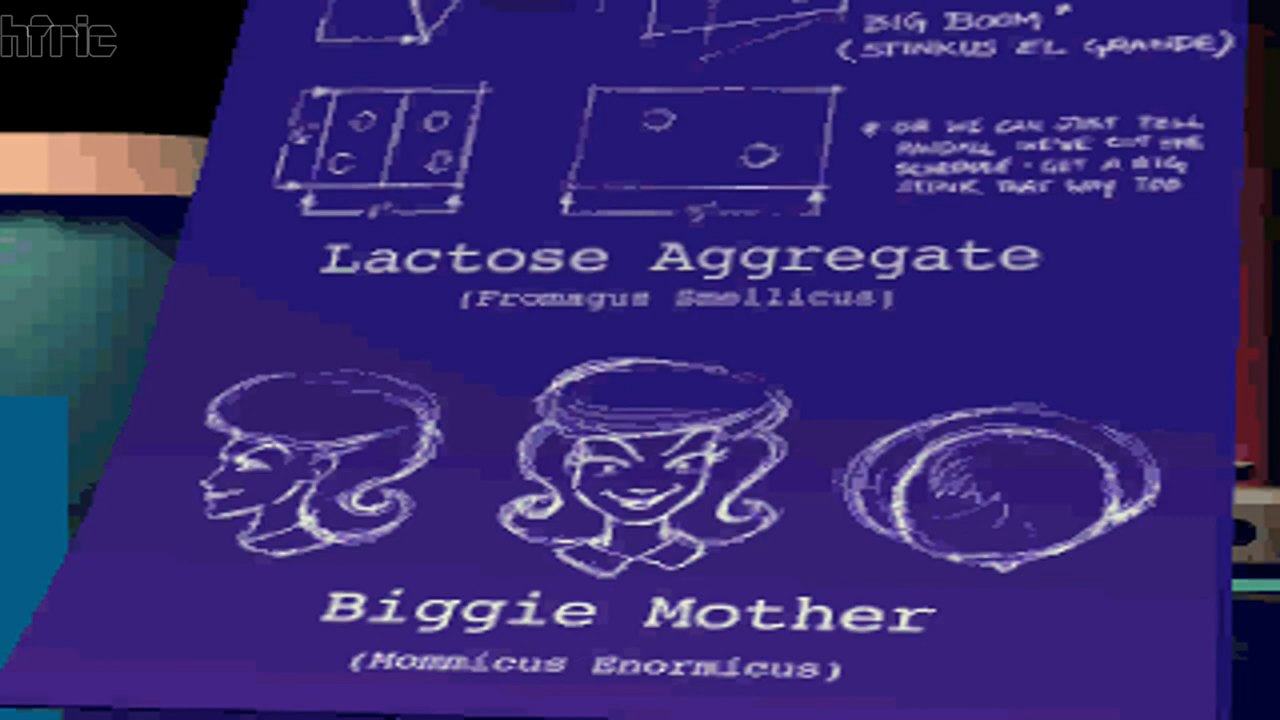 hfric
BIG BOOM"
(STINKUS EL GRANDE)
* OR WE CAN JUST TELL
RANDALL WE'VE CUT THE
SCHEDULE - GET A BIG
STINK THAT WAY TOO
Lactose Aggregate
(Fromagus Smellicus)
Biggie Mother
(Mommicus Enormicus)